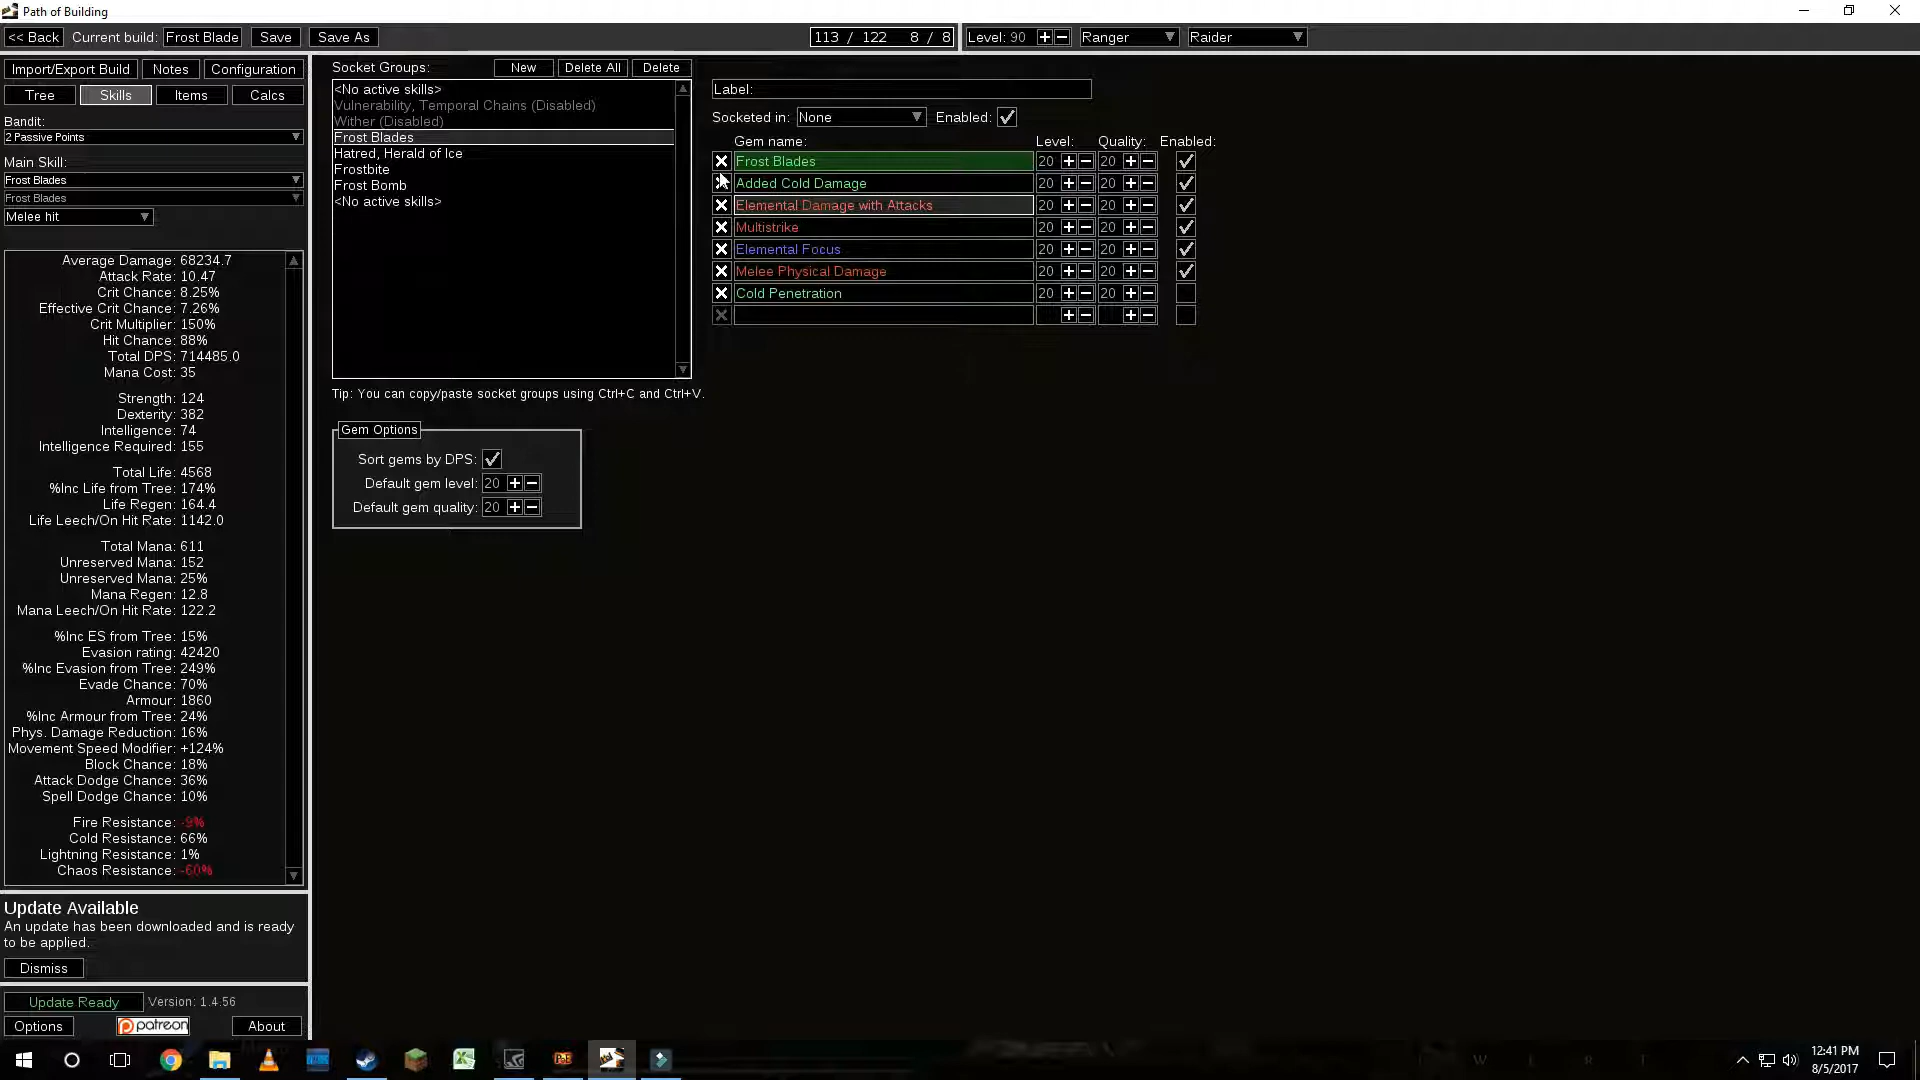 Path of Building
<< Back Current build: Frost Blade Save Save As 113 / 122 8 / 8 Level: 90 Ranger Raider
Import/Export Build Notes Configuration
Tree Skills Items Calcs
Bandit:
2 Passive Points
Main Skill:
Frost Blades
Frost Blades
Melee hit
Average Damage: 68234.7
Attack Rate: 10.47
Crit Chance: 8.25%
Effective Crit Chance: 7.26%
Crit Multiplier: 150%
Hit Chance: 88%
Total DPS: 714485.0
Mana Cost: 35
Strength: 124
Dexterity: 382
Intelligence: 74
Intelligence Required: 155
Total Life: 4568
%Inc Life from Tree: 174%
Life Regen: 164.4
Life Leech/On Hit Rate: 1142.0
Total Mana: 611
Unreserved Mana: 152
Unreserved Mana: 25%
Mana Regen: 12.8
Mana Leech/On Hit Rate: 122.2
%Inc ES from Tree: 15%
Evasion rating: 42420
%Inc Evasion from Tree: 249%
Evade Chance: 70%
Armour: 1860
%Inc Armour from Tree: 24%
Phys. Damage Reduction: 16%
Movement Speed Modifier: +124%
Block Chance: 18%
Attack Dodge Chance: 36%
Spell Dodge Chance: 10%
Fire Resistance: -9%
Cold Resistance: 66%
Lightning Resistance: 1%
Chaos Resistance: -60%
Update Available
An update has been downloaded and is ready
to be applied.
Dismiss
Update Ready Version: 1.4.56
Options patreon About
Socket Groups: New Delete All Delete
<No active skills>
Vulnerability, Temporal Chains (Disabled)
Wither (Disabled)
Frost Blades
Hatred, Herald of Ice
Frostbite
Frost Bomb
<No active skills>
Tip: You can copy/paste socket groups using Ctrl+C and Ctrl+V.
Gem Options
Sort gems by DPS:
Default gem level: 20
Default gem quality: 20
Label:
Socketed in: None Enabled:
Gem name: Level: Quality: Enabled:
Frost Blades 20 20
Added Cold Damage 20 20
Elemental Damage with Attacks 20 20
Multistrike 20 20
Elemental Focus 20 20
Melee Physical Damage 20 20
Cold Penetration 20 20
PoE
12:41 PM
8/5/2017